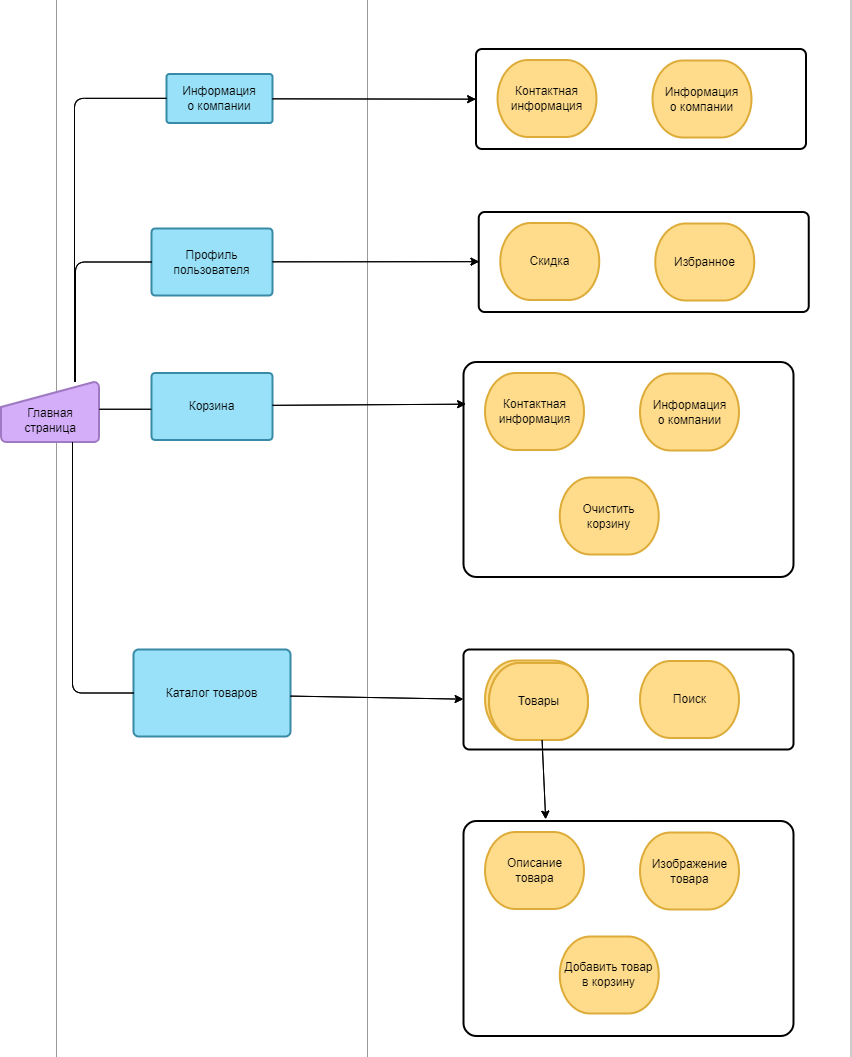 Информация
о компании
Контактная
информация
Информация
о компании
Профиль
пользователя
Скидка
Избранное
Главная
страница
Корзина
Контактная
информация
Информация
о компании
Очистить
корзину
Каталог товаров
Товары
Поиск
Описание
товара
Изображение
товара
Добавить товар
в корзину